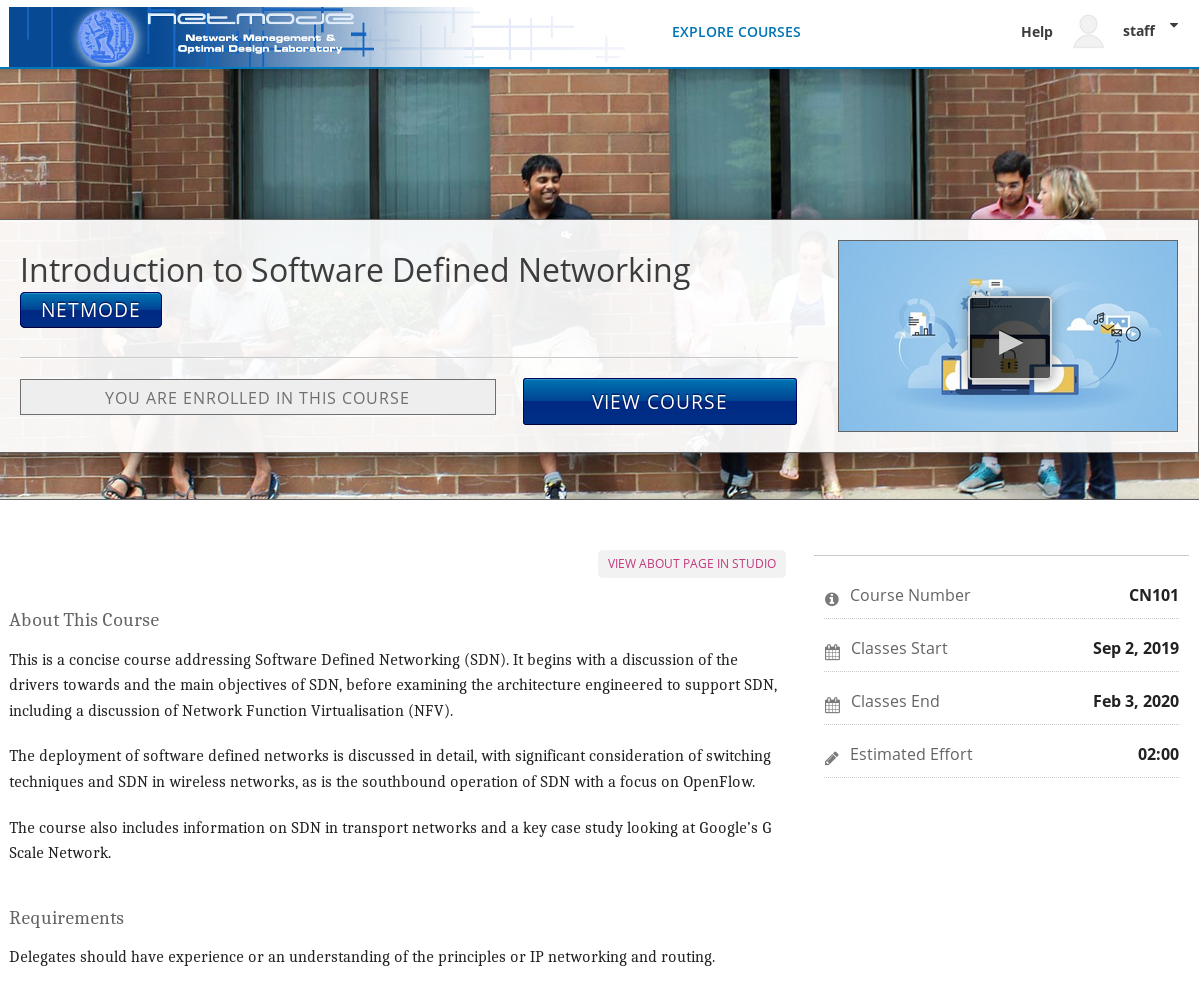 netmode
Network Management &
Optimal Design Laboratory
EXPLORE COURSES
Help
staff
Introduction to Software Defined Networking
NETMODE
YOU ARE ENROLLED IN THIS COURSE
VIEW COURSE
VIEW ABOUT PAGE IN STUDIO
About This Course
This is a concise course addressing Software Defined Networking (SDN). It begins with a discussion of the
drivers towards and the main objectives of SDN, before examining the architecture engineered to support SDN,
including a discussion of Network Function Virtualisation (NFV).
The deployment of software defined networks is discussed in detail, with significant consideration of switching
techniques and SDN in wireless networks, as is the southbound operation of SDN with a focus on OpenFlow.
The course also includes information on SDN in transport networks and a key case study looking at Google's G
Scale Network.
Requirements
Delegates should have experience or an understanding of the principles or IP networking and routing.
Course Number CN101
Classes Start Sep 2, 2019
Classes End Feb 3, 2020
Estimated Effort 02:00